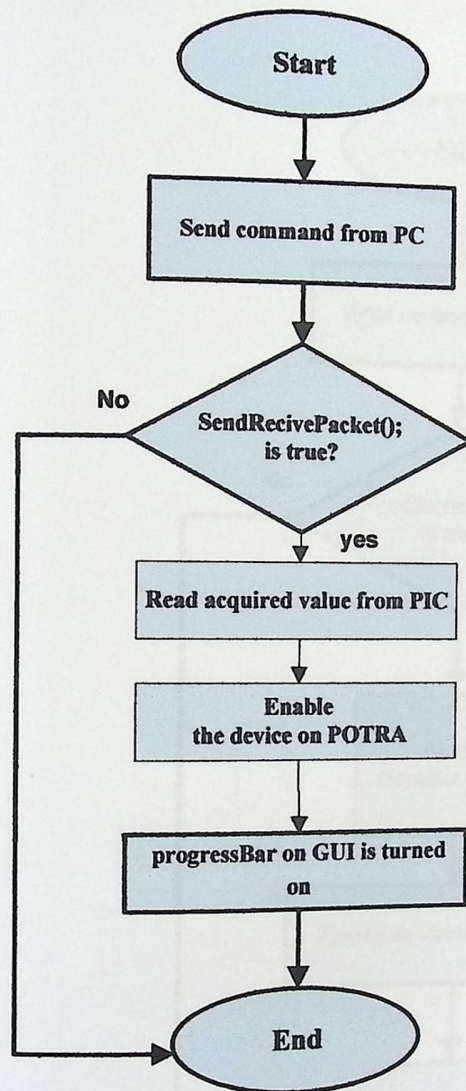 Start
Send command from PC
No
SendRecivePacket();
is true?
yes
Read acquired value from PIC
Enable
the device on POTRA
progressBar on GUI is turned
on
End